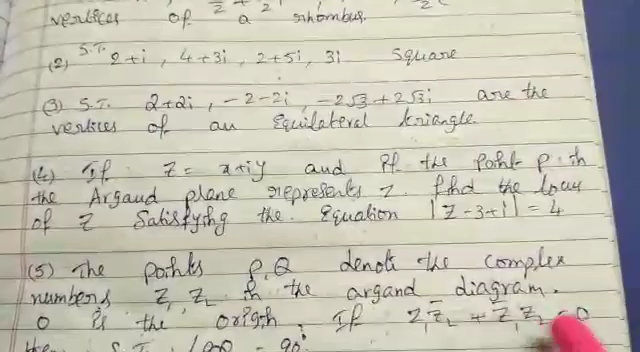 vertices of a rhombus.
(2) S.T. 2+i, 4+3i, 2+5i, 3i Square
(3) S.T. 2+2i, -2-2i, -2√3+2√3i are the
vertices of an Equilateral triangle.
(4) If z = x+iy and if the point P in
the Argand plane represents z. find the locus
of z satisfying the Equation |z-3+i| = 4
(5) The points P,Q denote the complex
numbers z₁ z₂ in the argand diagram.
O is the origin. If z₁z̄₂ + z̄₁z₂ = 0
then S.T. = 90°